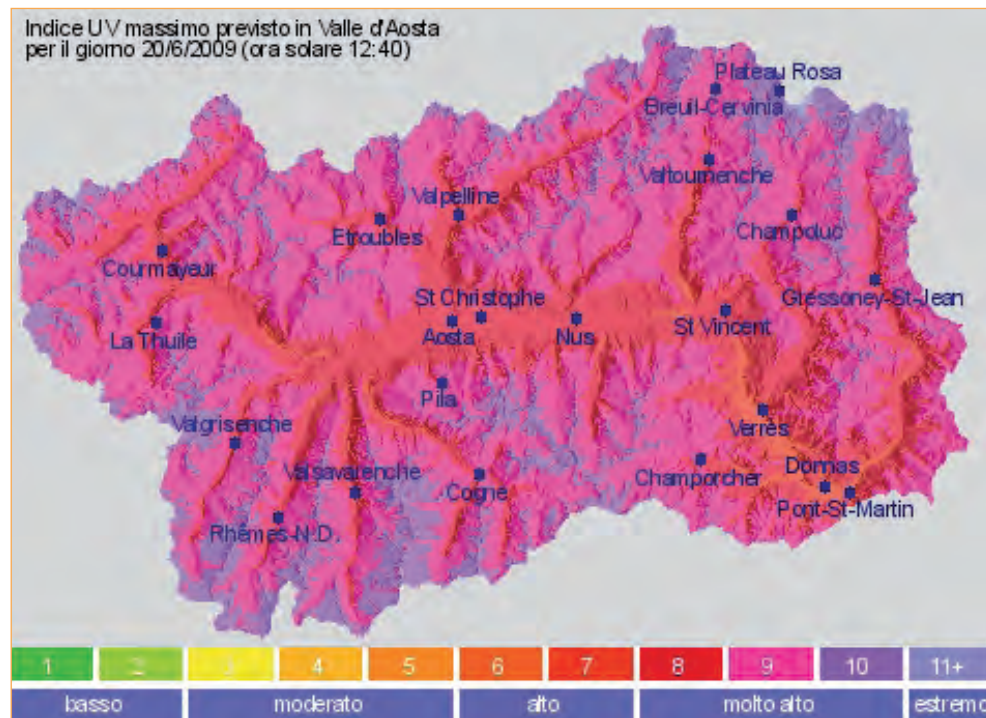 Indice UV massimo previsto in Valle d'Aosta
per il giorno 20/6/2009 (ora solare 12:40)
Plateau Rosa
Breuil-Cervinia
Valtournenche
Valpelline
Etroubles
Champoluc
Courmayeur
St Christophe
Gressoney-St-Jean
La Thuile
Aosta
Nus
St Vincent
Pila
Valgrisenche
Verrès
Valsavarenche
Cogne
Champorcher
Donnas
Pont-St-Martin
Rhêmes-N.D.
1 2 3 4 5 6 7 8 9 10 11+
basso moderato alto molto alto estremo